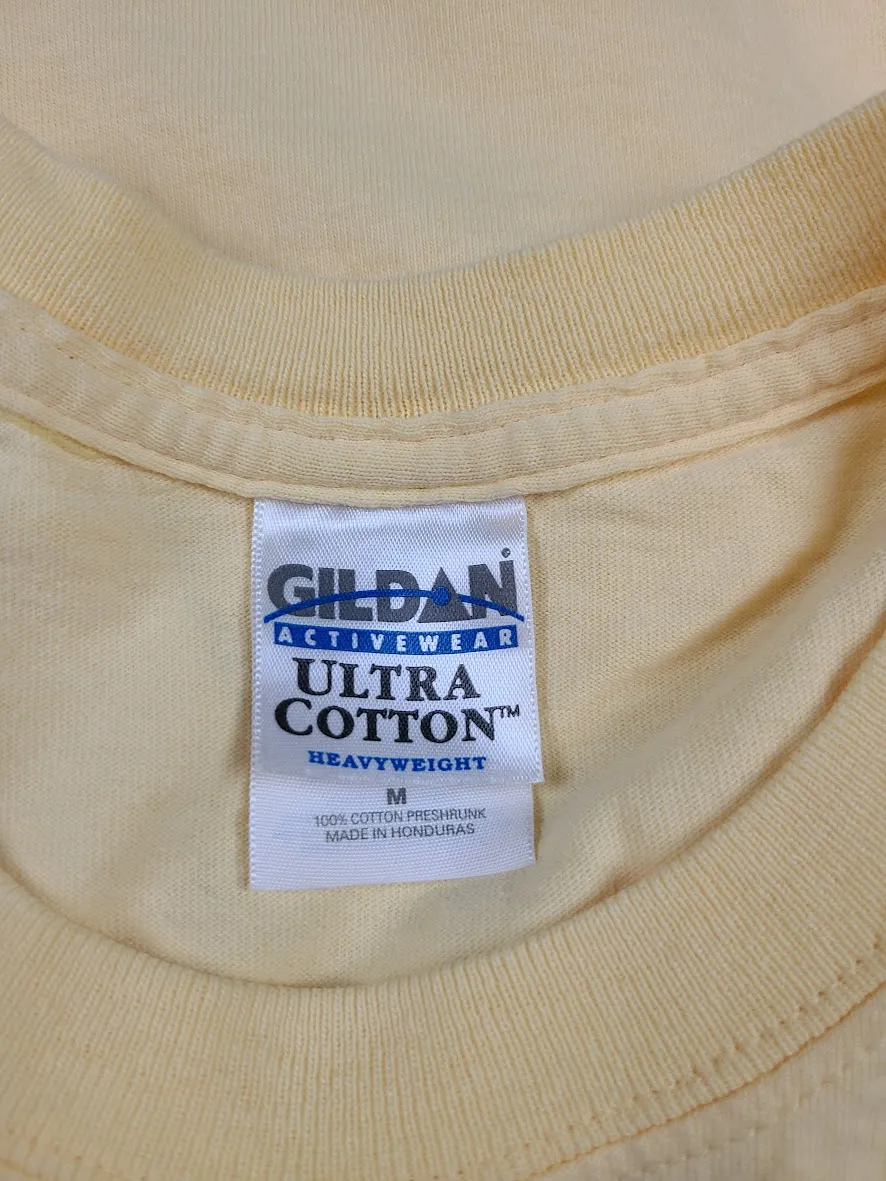 GILDAN®
ACTIVEWEAR
ULTRA
COTTON™
HEAVYWEIGHT
M
100% COTTON PRESHRUNK
MADE IN HONDURAS